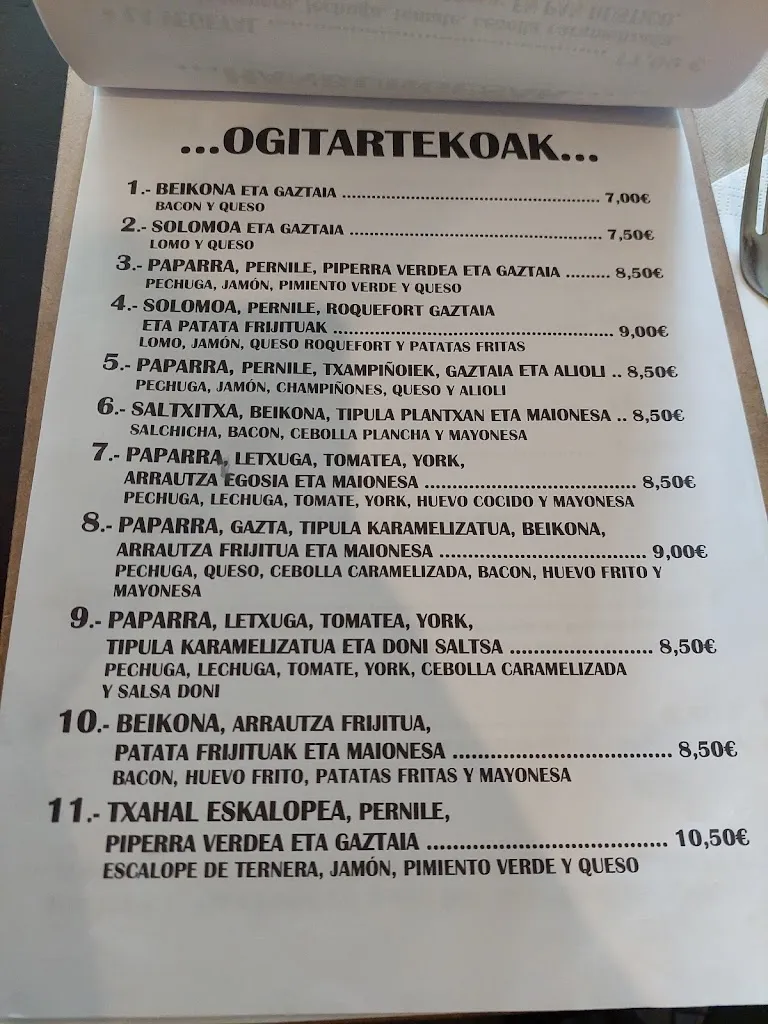 ...OGITARTEKOAK...
1.- BEIKONA ETA GAZTAIA ........................................................ 7,00€
BACON Y QUESO
2.- SOLOMOA ETA GAZTAIA ...................................................... 7,50€
LOMO Y QUESO
3.- PAPARRA, PERNILE, PIPERRA VERDEA ETA GAZTAIA ......... 8,50€
PECHUGA, JAMÓN, PIMIENTO VERDE Y QUESO
4.- SOLOMOA, PERNILE, ROQUEFORT GAZTAIA
ETA PATATA FRIJITUAK .......................................................... 9,00€
LOMO, JAMÓN, QUESO ROQUEFORT Y PATATAS FRITAS
5.- PAPARRA, PERNILE, TXAMPIÑOIEK, GAZTAIA ETA ALIOLI .. 8,50€
PECHUGA, JAMÓN, CHAMPIÑONES, QUESO Y ALIOLI
6.- SALTXITXA, BEIKONA, TIPULA PLANTXAN ETA MAIONESA .. 8,50€
SALCHICHA, BACON, CEBOLLA PLANCHA Y MAYONESA
7.- PAPARRA, LETXUGA, TOMATEA, YORK,
ARRAUTZA EGOSIA ETA MAIONESA ...................................... 8,50€
PECHUGA, LECHUGA, TOMATE, YORK, HUEVO COCIDO Y MAYONESA
8.- PAPARRA, GAZTA, TIPULA KARAMELIZATUA, BEIKONA,
ARRAUTZA FRIJITUA ETA MAIONESA ..................................... 9,00€
PECHUGA, QUESO, CEBOLLA CARAMELIZADA, BACON, HUEVO FRITO Y
MAYONESA
9.- PAPARRA, LETXUGA, TOMATEA, YORK,
TIPULA KARAMELIZATUA ETA DONI SALTSA ......................... 8,50€
PECHUGA, LECHUGA, TOMATE, YORK, CEBOLLA CARAMELIZADA
Y SALSA DONI
10.- BEIKONA, ARRAUTZA FRIJITUA,
PATATA FRIJITUAK ETA MAIONESA ...................................... 8,50€
BACON, HUEVO FRITO, PATATAS FRITAS Y MAYONESA
11.- TXAHAL ESKALOPEA, PERNILE,
PIPERRA VERDEA ETA GAZTAIA ......................................... 10,50€
ESCALOPE DE TERNERA, JAMÓN, PIMIENTO VERDE Y QUESO